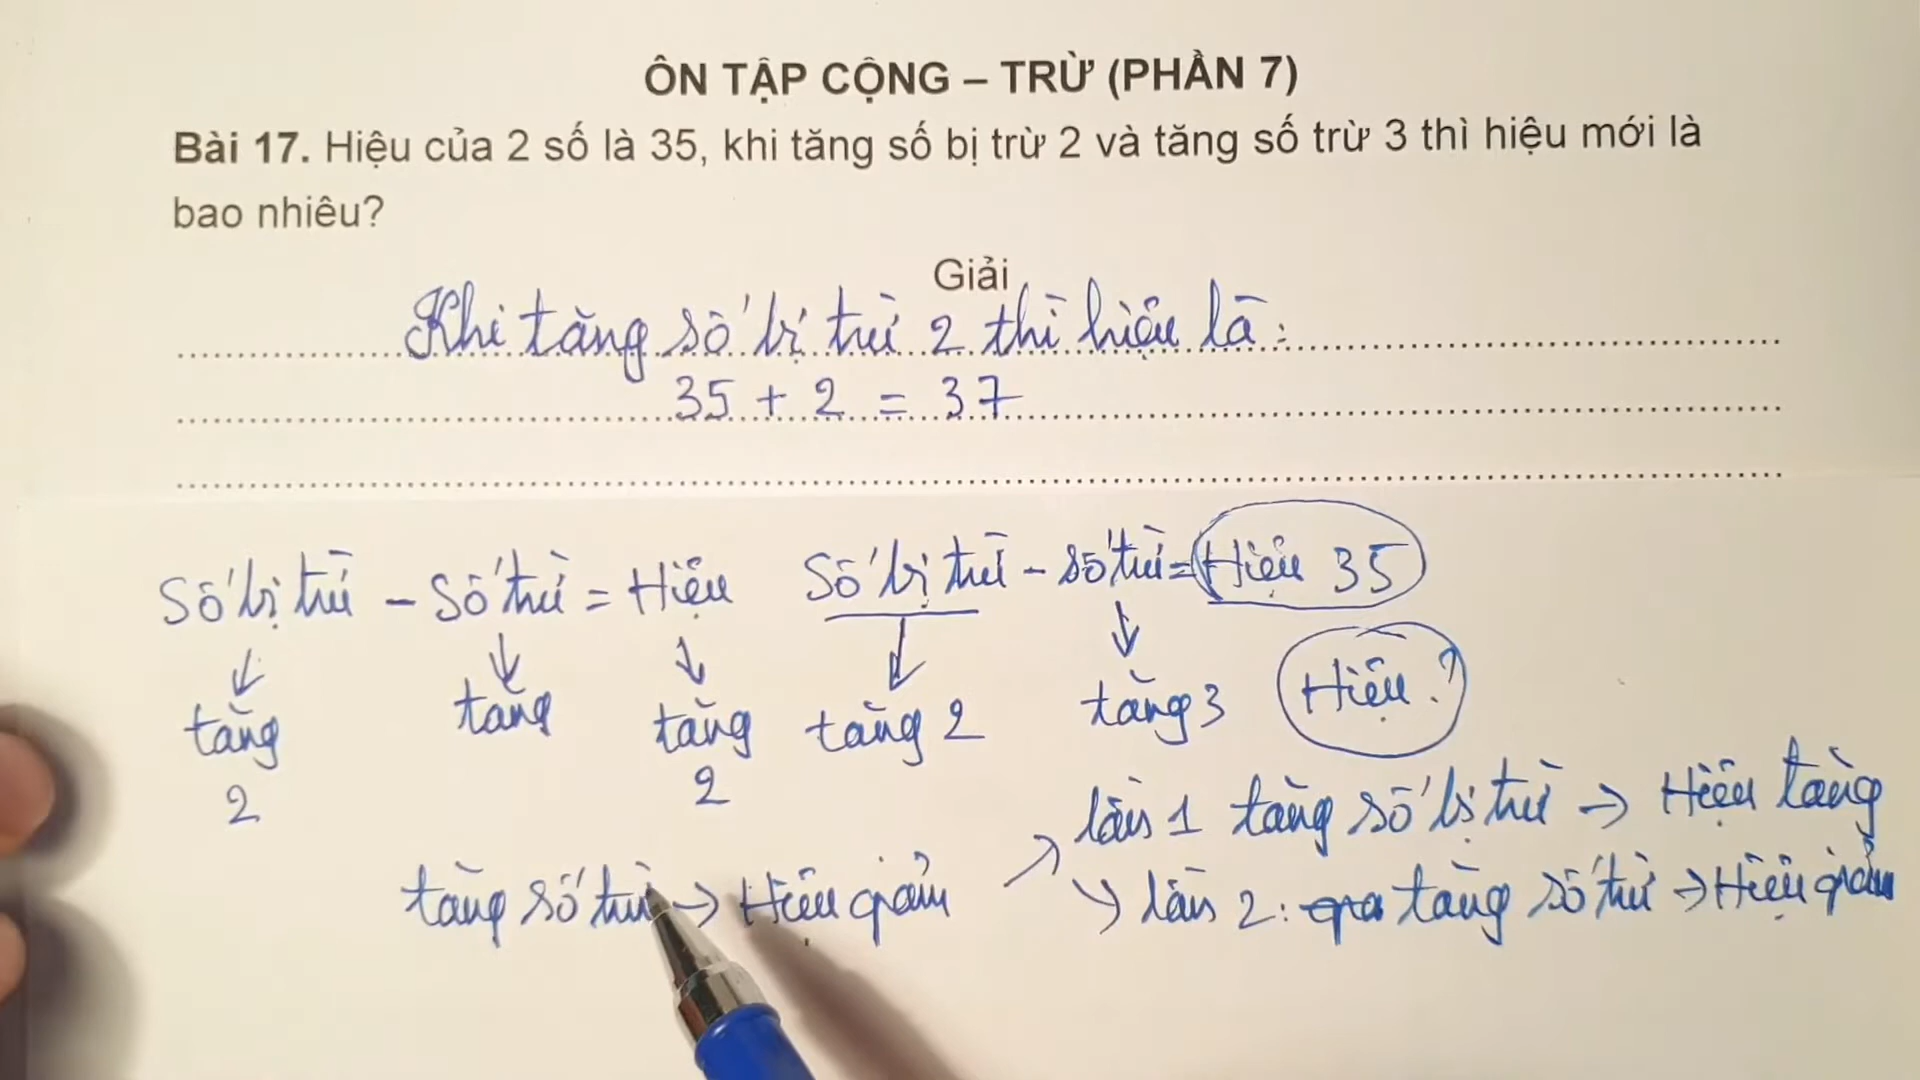 ÔN TẬP CỘNG – TRỪ (PHẦN 7)
Bài 17. Hiệu của 2 số là 35, khi tăng số bị trừ 2 và tăng số trừ 3 thì hiệu mới là
bao nhiêu?
Giải
Khi tăng số bị trừ 2 thì hiệu là:
35 + 2 = 37
Số bị trừ - Số trừ = Hiệu
↓ ↓ ↓
tăng tăng tăng
2 2
Số bị trừ - số trừ = Hiệu 35
↓ ↓
tăng 2 tăng 3 Hiệu ?
tăng số trừ → Hiệu giảm
↗ lần 1 tăng số bị trừ → Hiệu tăng
↘ lần 2: tăng số trừ → Hiệu giảm